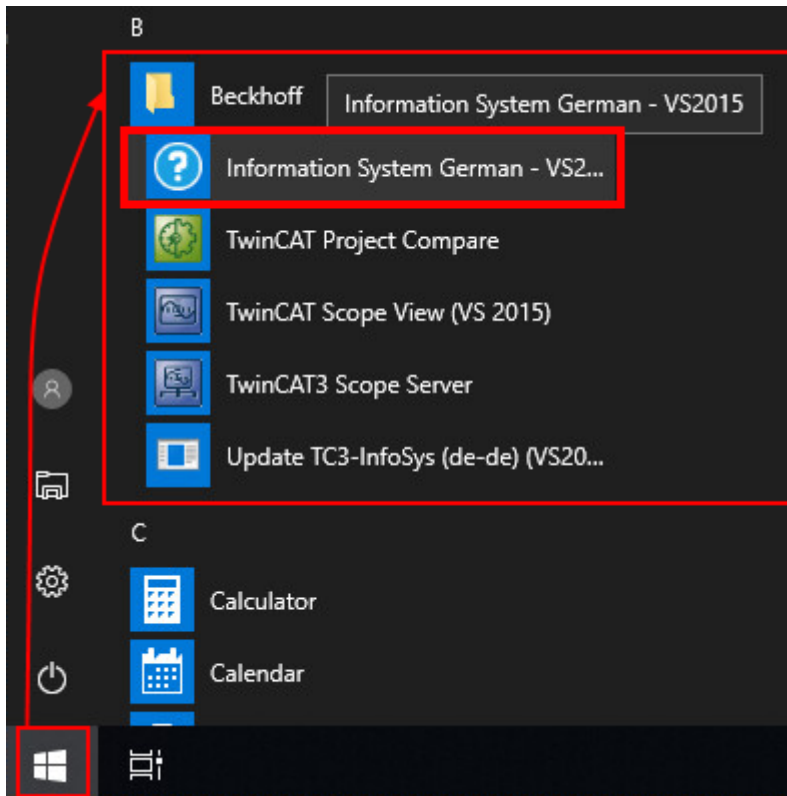 B
Beckhoff
Information System German - VS2015
Information System German - VS2...
TwinCAT Project Compare
TwinCAT Scope View (VS 2015)
TwinCAT3 Scope Server
Update TC3-InfoSys (de-de) (VS20...
C
Calculator
Calendar